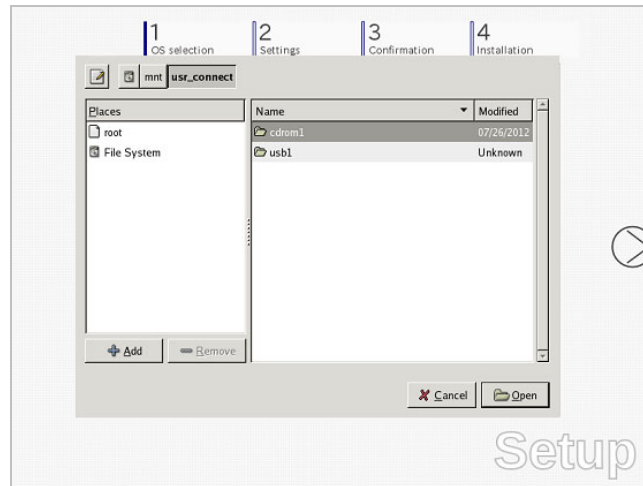 1 2 3 4
OS selection Settings Confirmation Installation
mnt usr_connect
Places Name Modified
root cdrom1 07/26/2012
File System usb1 Unknown
Add Remove
Cancel Open
Setup